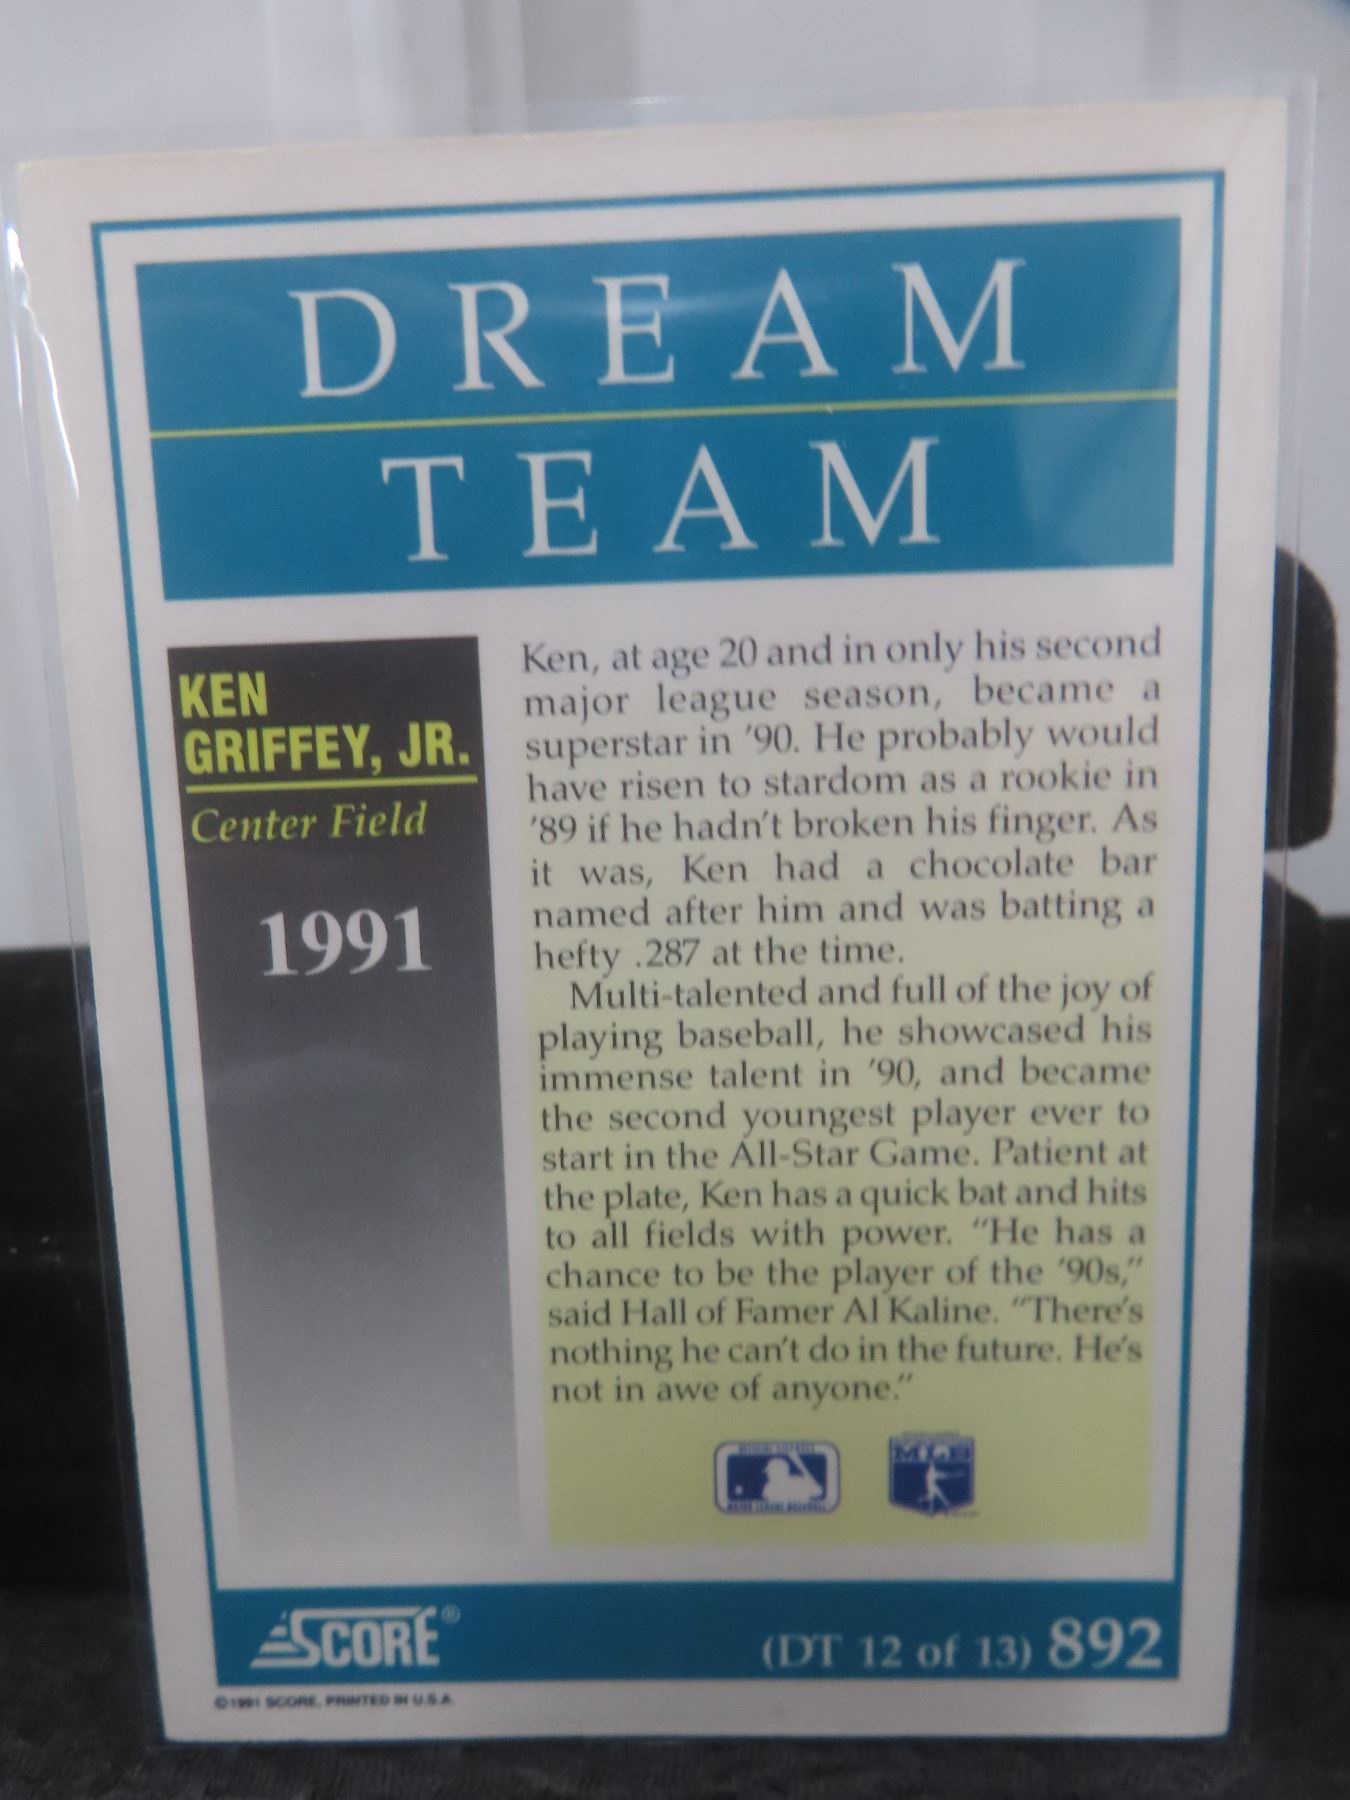 DREAM
TEAM
KEN
GRIFFEY, JR.
Center Field
1991
Ken, at age 20 and in only his second
major league season, became a
superstar in '90. He probably would
have risen to stardom as a rookie in
'89 if he hadn't broken his finger. As
it was, Ken had a chocolate bar
named after him and was batting a
hefty .287 at the time.
Multi-talented and full of the joy of
playing baseball, he showcased his
immense talent in '90, and became
the second youngest player ever to
start in the All-Star Game. Patient at
the plate, Ken has a quick bat and hits
to all fields with power. "He has a
chance to be the player of the '90s,"
said Hall of Famer Al Kaline. "There's
nothing he can't do in the future. He's
not in awe of anyone."
MAJOR LEAGUE BASEBALL
MLB
SCORE®
(DT 12 of 13) 892
©1991 SCORE, PRINTED IN U.S.A.